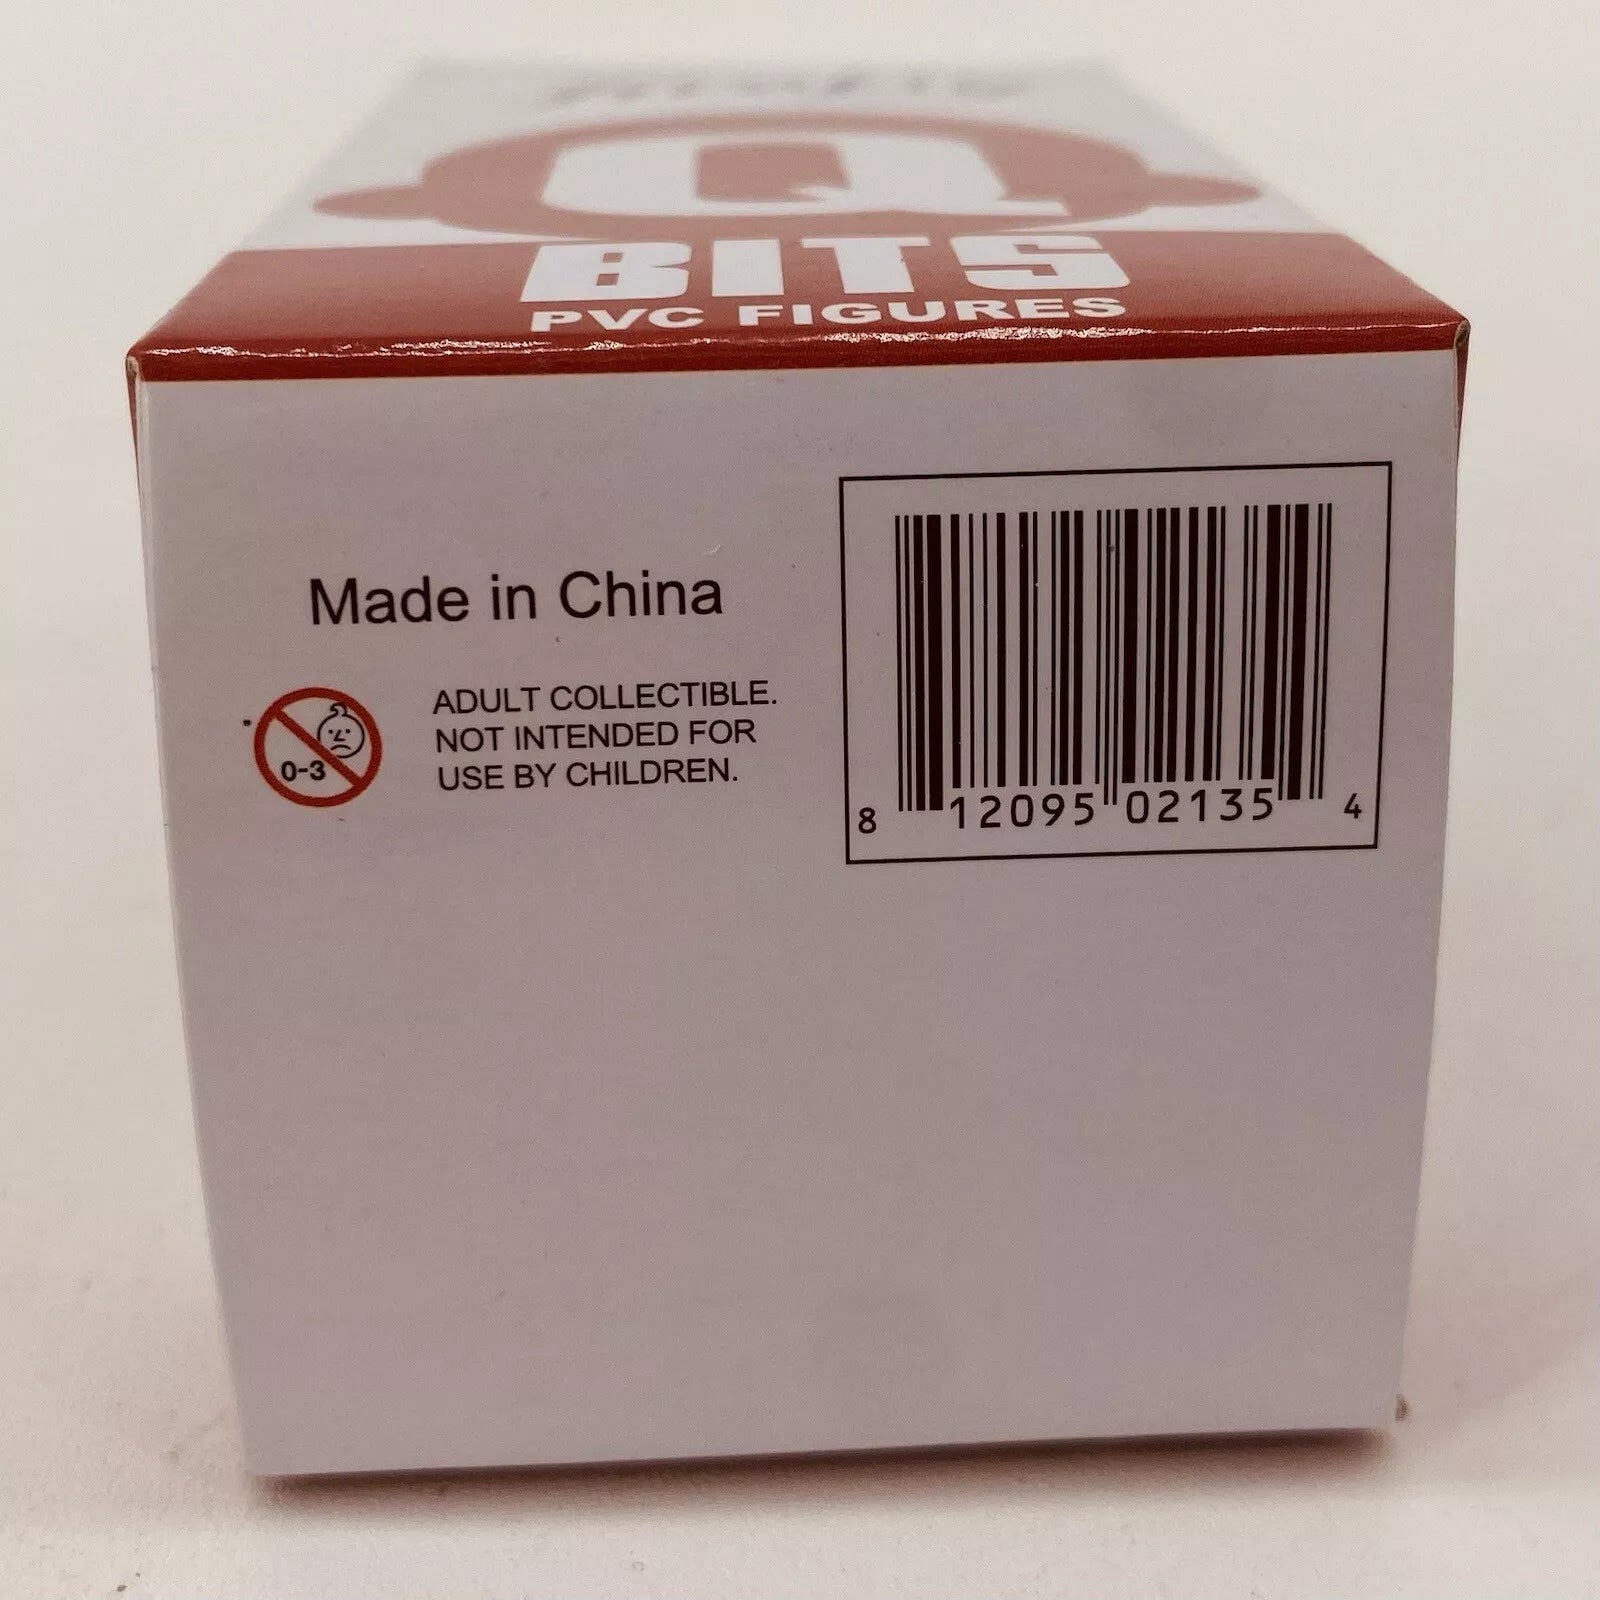 Q
BITS
PVC FIGURES
Made in China
0-3
ADULT COLLECTIBLE.
NOT INTENDED FOR
USE BY CHILDREN.
8 12095 02135 4